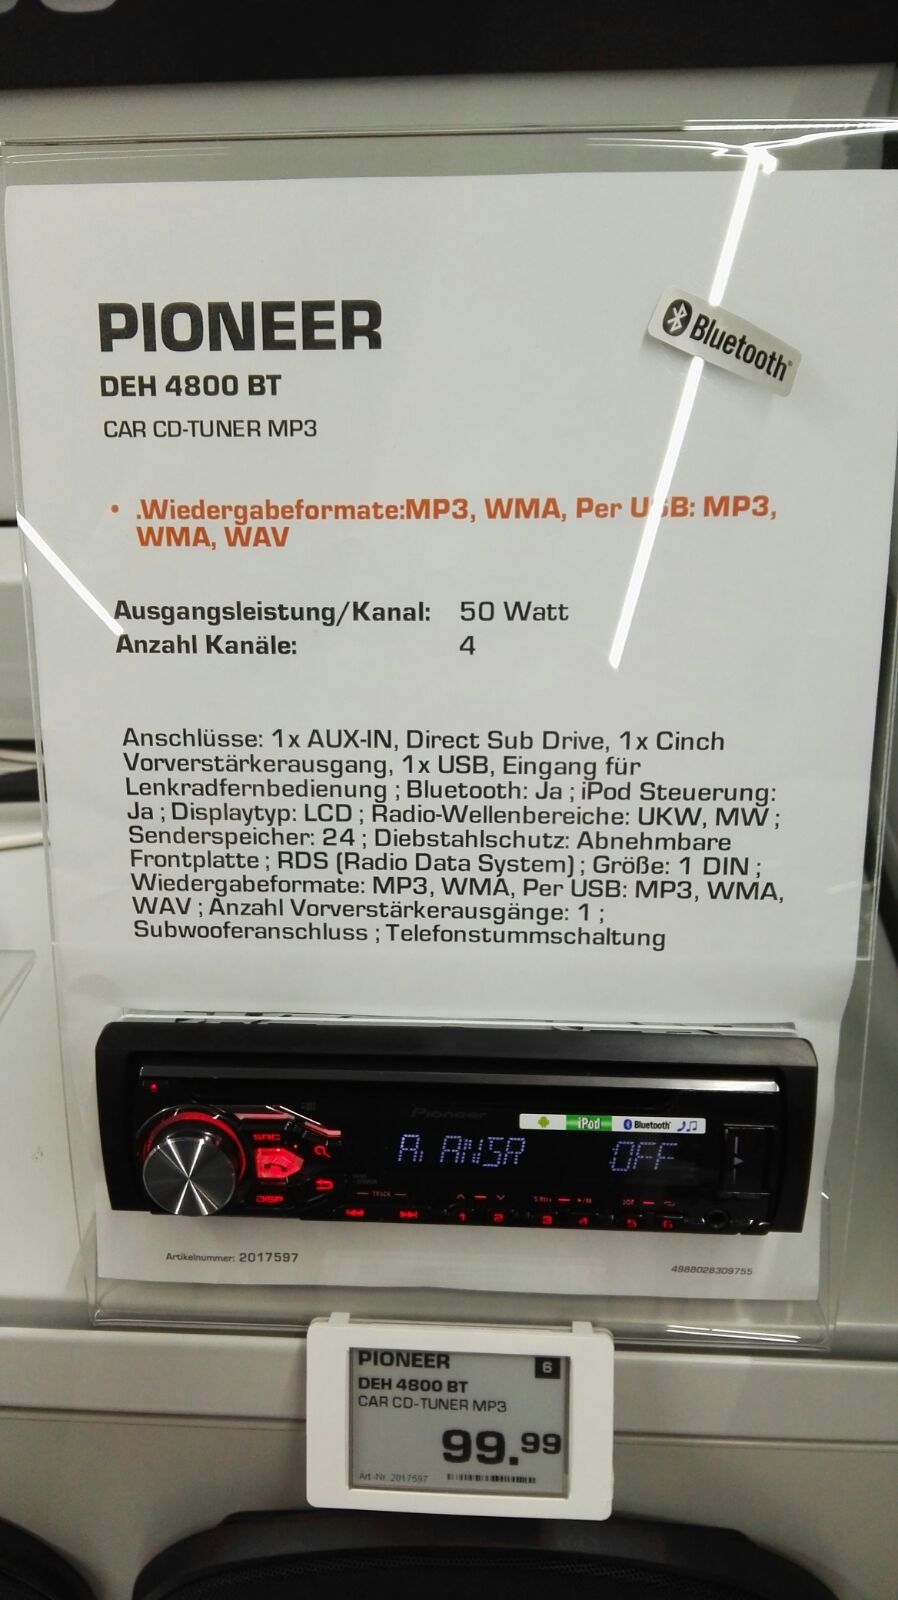 PIONEER
Bluetooth®
DEH 4800 BT
CAR CD-TUNER MP3
• .Wiedergabeformate:MP3, WMA, Per USB: MP3,
WMA, WAV
Ausgangsleistung/Kanal: 50 Watt
Anzahl Kanäle: 4
Anschlüsse: 1x AUX-IN, Direct Sub Drive, 1x Cinch
Vorverstärkerausgang, 1x USB, Eingang für
Lenkradfernbedienung ; Bluetooth: Ja ; iPod Steuerung:
Ja ; Displaytyp: LCD ; Radio-Wellenbereiche: UKW, MW ;
Senderspeicher: 24 ; Diebstahlschutz: Abnehmbare
Frontplatte ; RDS (Radio Data System) ; Größe: 1 DIN ;
Wiedergabeformate: MP3, WMA, Per USB: MP3, WMA,
WAV ; Anzahl Vorverstärkerausgänge: 1 ;
Subwooferanschluss ; Telefonstummschaltung
Pioneer
iPod Bluetooth
SRC
A. ANSR OFF
DISP
TRACK
1 2 3 4 5 6
Artikelnummer: 2017597
4988028309755
PIONEER 6
DEH 4800 BT
CAR CD-TUNER MP3
99.99
Art.-Nr. 2017597